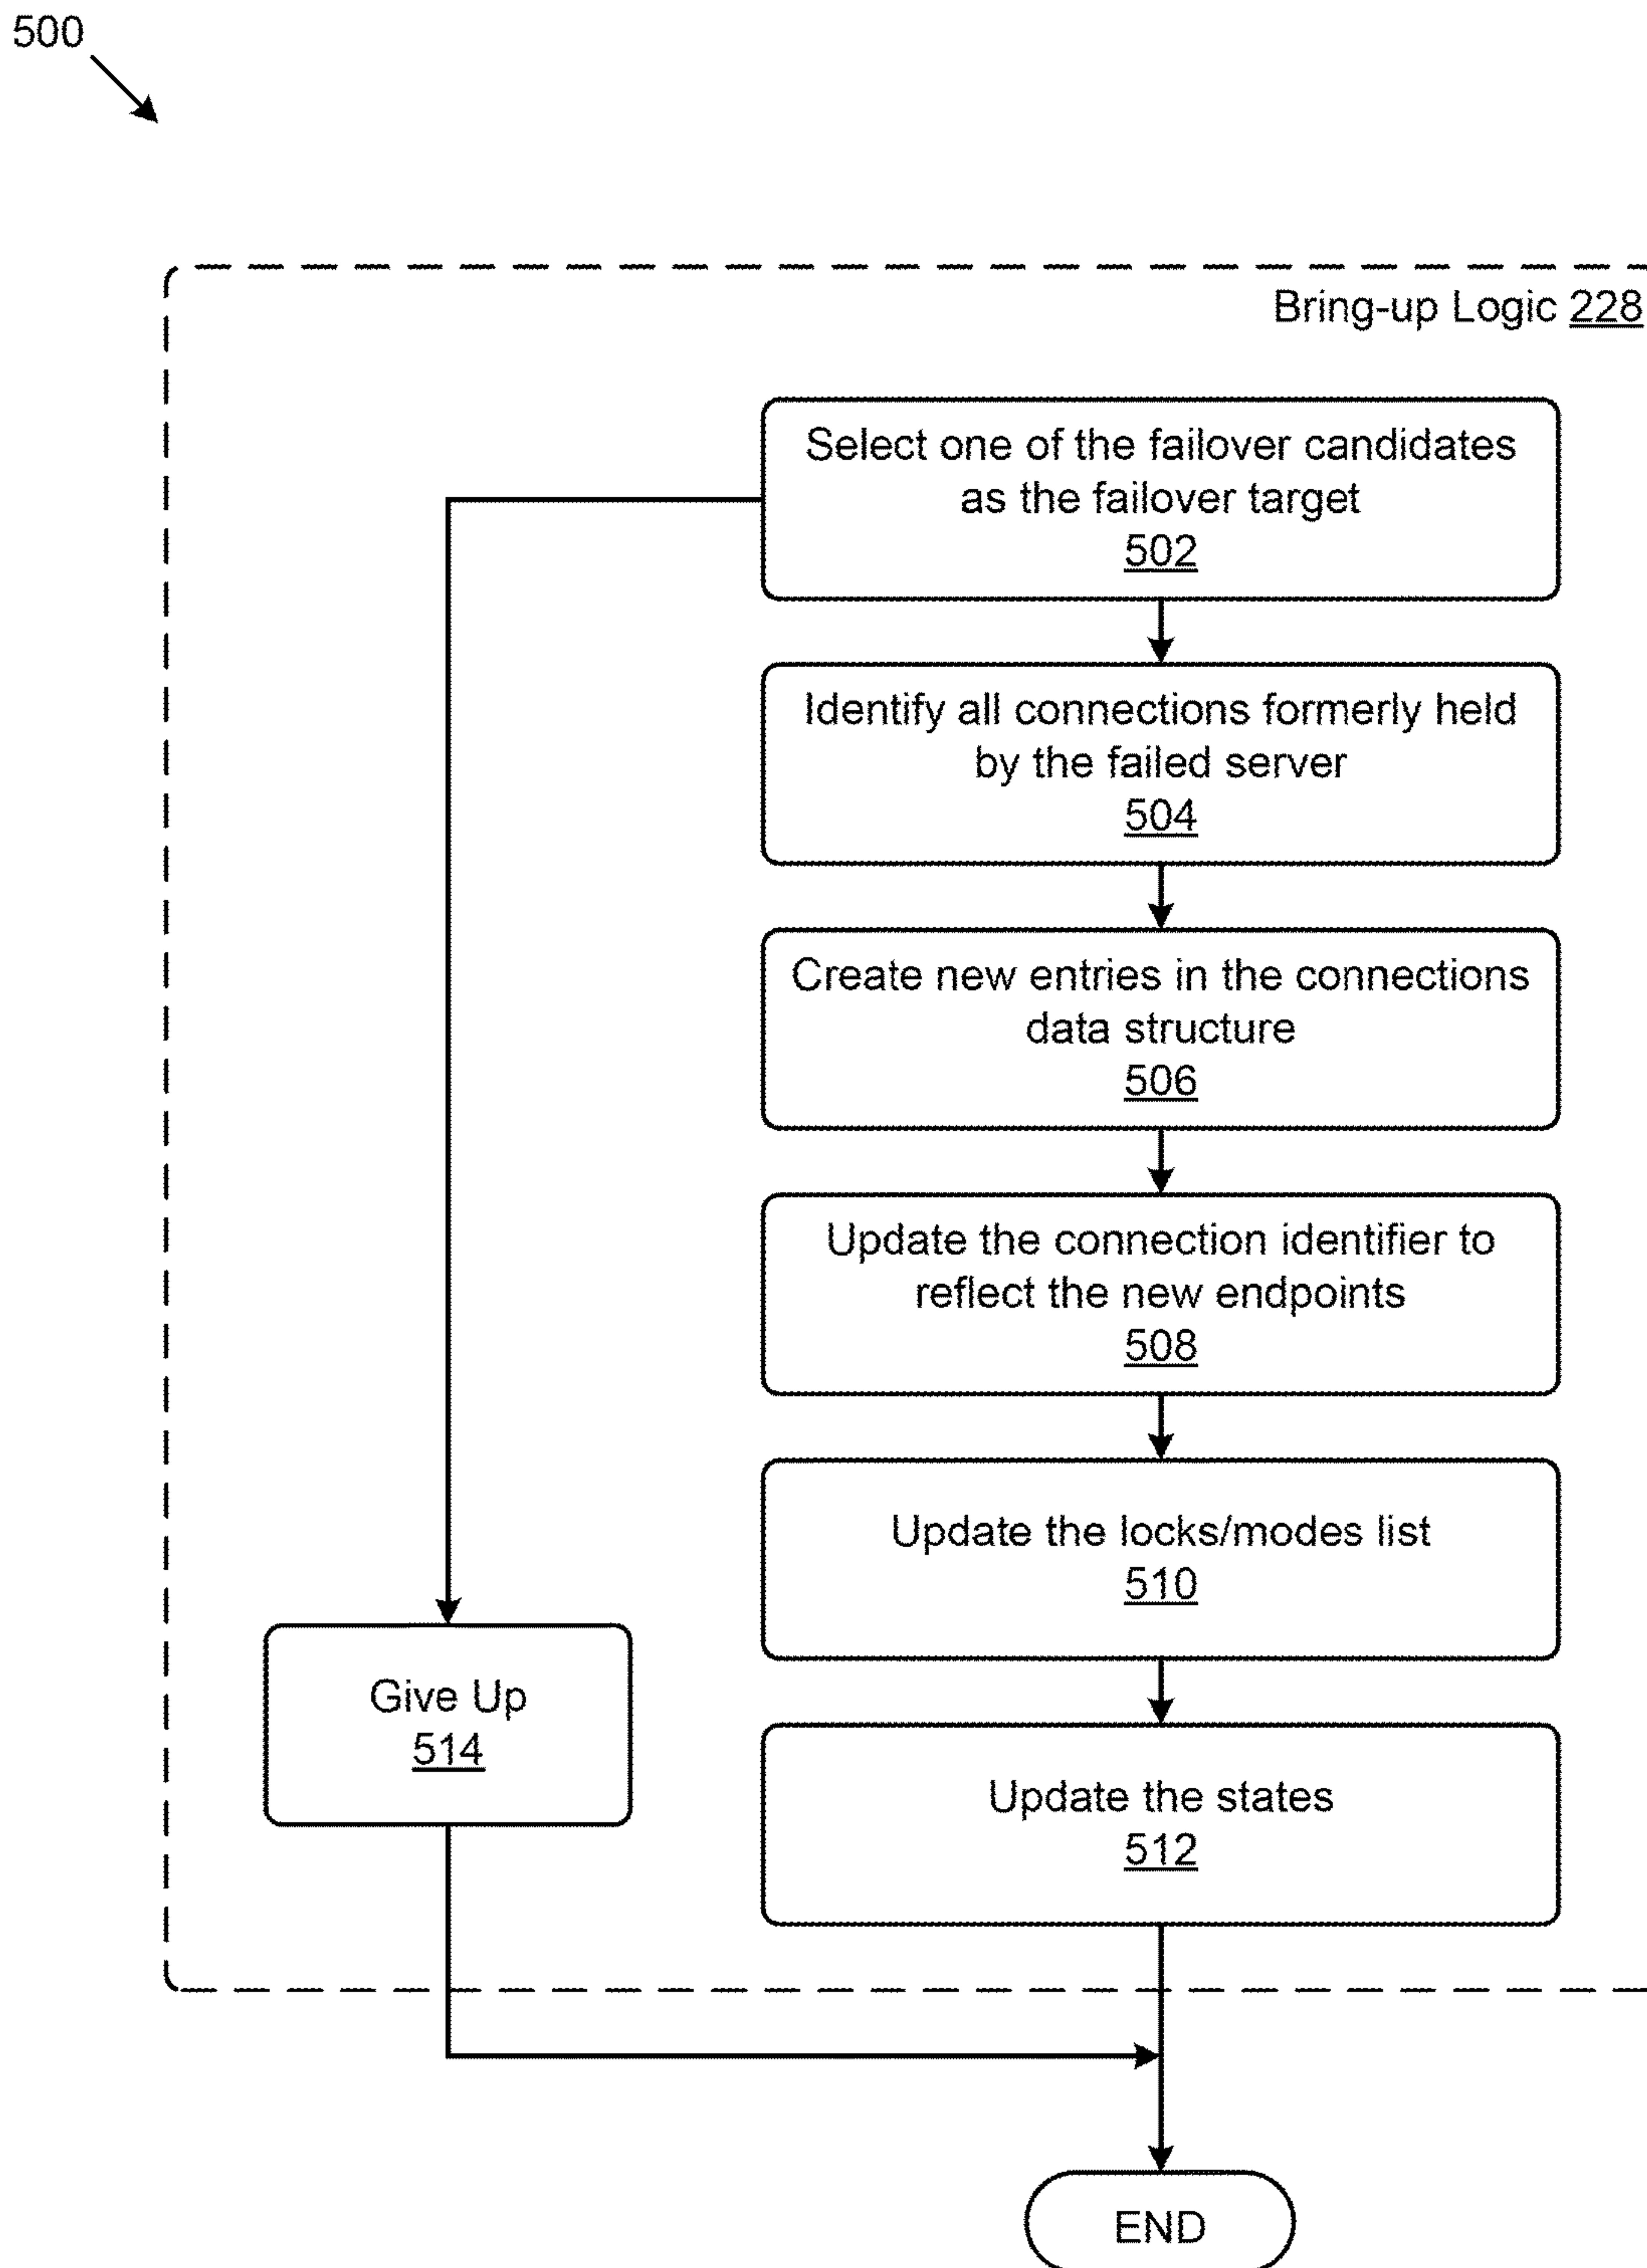 500
Bring-up Logic 228
Select one of the failover candidates
as the failover target
502
Identify all connections formerly held
by the failed server
504
Create new entries in the connections
data structure
506
Update the connection identifier to
reflect the new endpoints
508
Update the locks/modes list
510
Give Up
514
Update the states
512
END